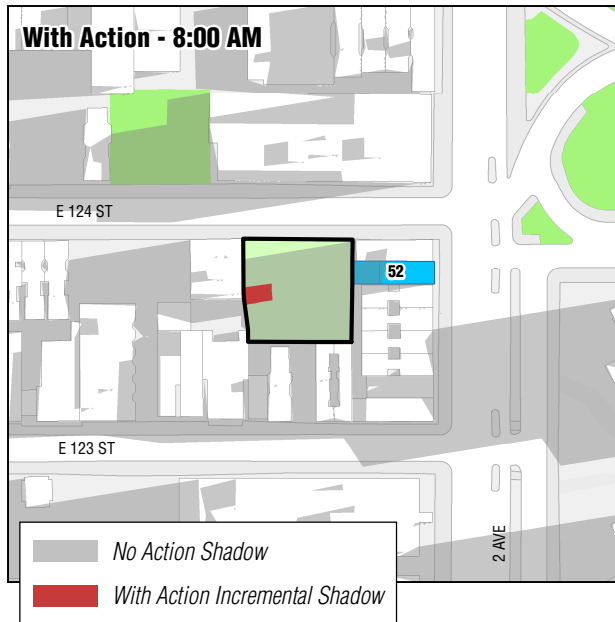 With Action - 8:00 AM
E 124 ST
52
E 123 ST
2 AVE
No Action Shadow
With Action Incremental Shadow